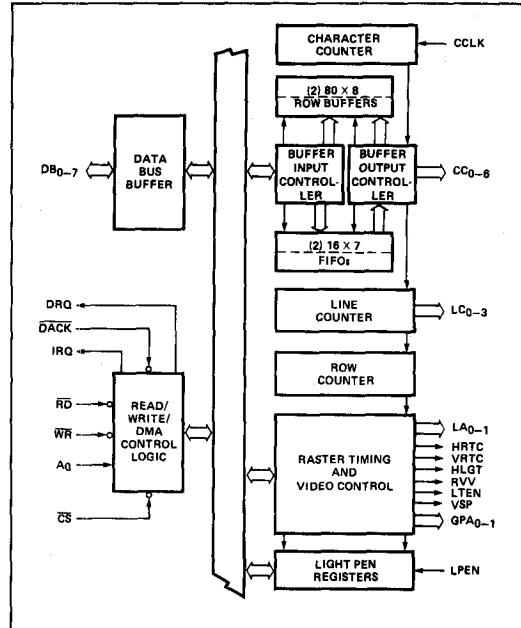 CHARACTER
COUNTER
CCLK
(2) 80 X 8
ROW BUFFERS
DB0-7
DATA
BUS
BUFFER
BUFFER
INPUT
CONTROL-
LER
BUFFER
OUTPUT
CONTROL-
LER
CC0-6
(2) 16 X 7
FIFOs
DRQ
DACK
IRQ
RD
WR
A0
CS
READ/
WRITE/
DMA
CONTROL
LOGIC
LINE
COUNTER
LC0-3
ROW
COUNTER
RASTER TIMING
AND
VIDEO CONTROL
LA0-1
HRTC
VRTC
HLGT
RVV
LTEN
VSP
GPA0-1
LIGHT PEN
REGISTERS
LPEN